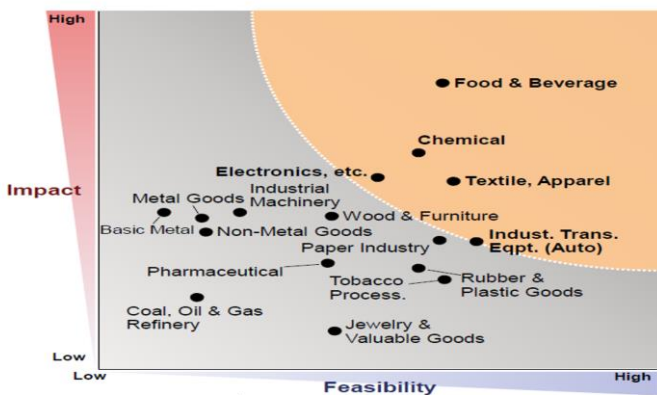 High
Food & Beverage
Chemical
Electronics, etc.
Textile, Apparel
Impact
Metal Goods
Industrial
Machinery
Wood & Furniture
Basic Metal
Non-Metal Goods
Indust. Trans.
Eqpt. (Auto)
Paper Industry
Pharmaceutical
Tobacco
Process.
Rubber &
Plastic Goods
Coal, Oil & Gas
Refinery
Jewelry &
Valuable Goods
Low
Low
Feasibility
High